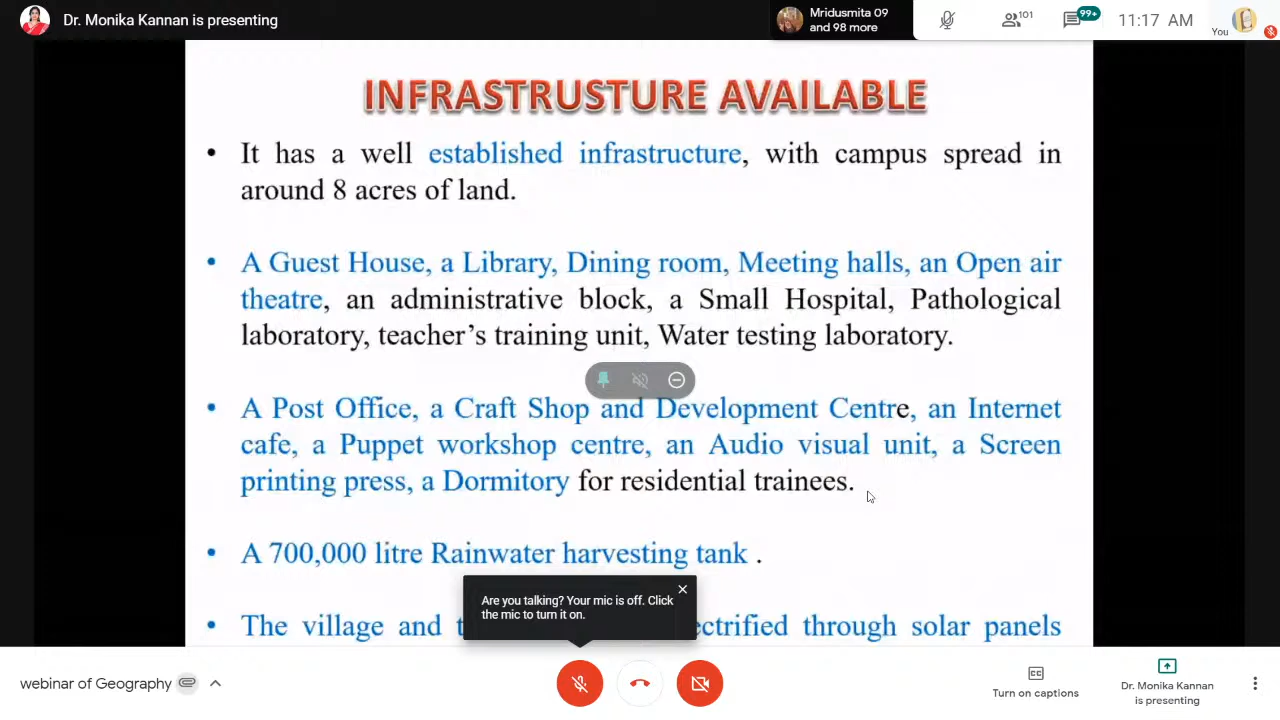 Dr. Monika Kannan is presenting
Mridusmita 09
and 98 more
101
99+
11:17 AM
You
INFRASTRUSTURE AVAILABLE
• It has a well established infrastructure, with campus spread in
around 8 acres of land.
• A Guest House, a Library, Dining room, Meeting halls, an Open air
theatre, an administrative block, a Small Hospital, Pathological
laboratory, teacher’s training unit, Water testing laboratory.
• A Post Office, a Craft Shop and Development Centre, an Internet
cafe, a Puppet workshop centre, an Audio visual unit, a Screen
printing press, a Dormitory for residential trainees.
• A 700,000 litre Rainwater harvesting tank .
Are you talking? Your mic is off. Click
the mic to turn it on.
• The village and t ectrified through solar panels
webinar of Geography
CC
Turn on captions
Dr. Monika Kannan
is presenting